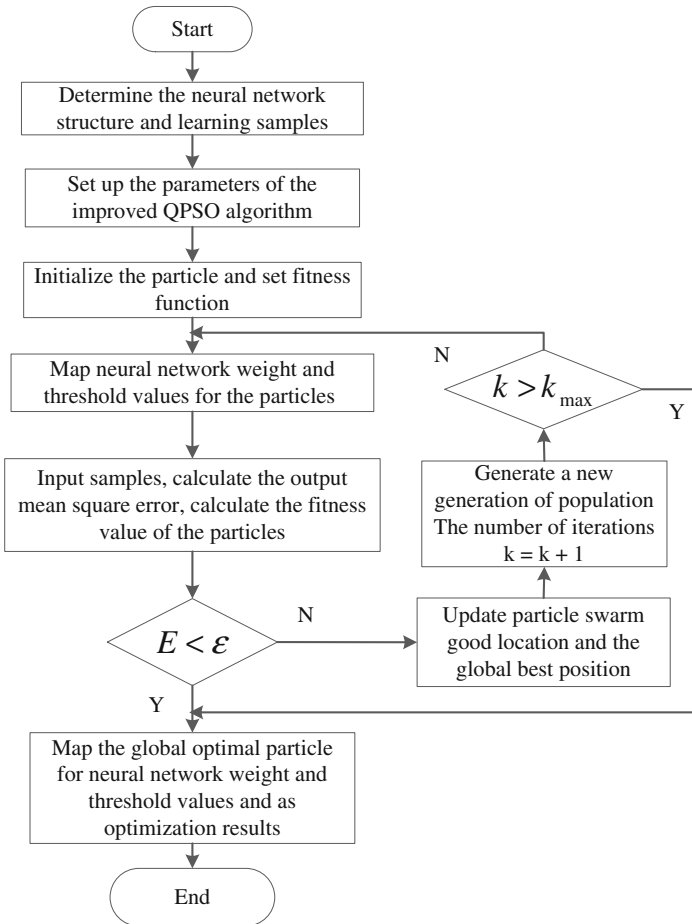 Start
Determine the neural network
structure and learning samples
Set up the parameters of the
improved QPSO algorithm
Initialize the particle and set fitness
function
Map neural network weight and
threshold values for the particles
Input samples, calculate the output
mean square error, calculate the fitness
value of the particles
E < ε
N
Y
Update particle swarm
good location and the
global best position
Generate a new
generation of population
The number of iterations
k = k + 1
k > k max
N
Y
Map the global optimal particle
for neural network weight and
threshold values and as
optimization results
End